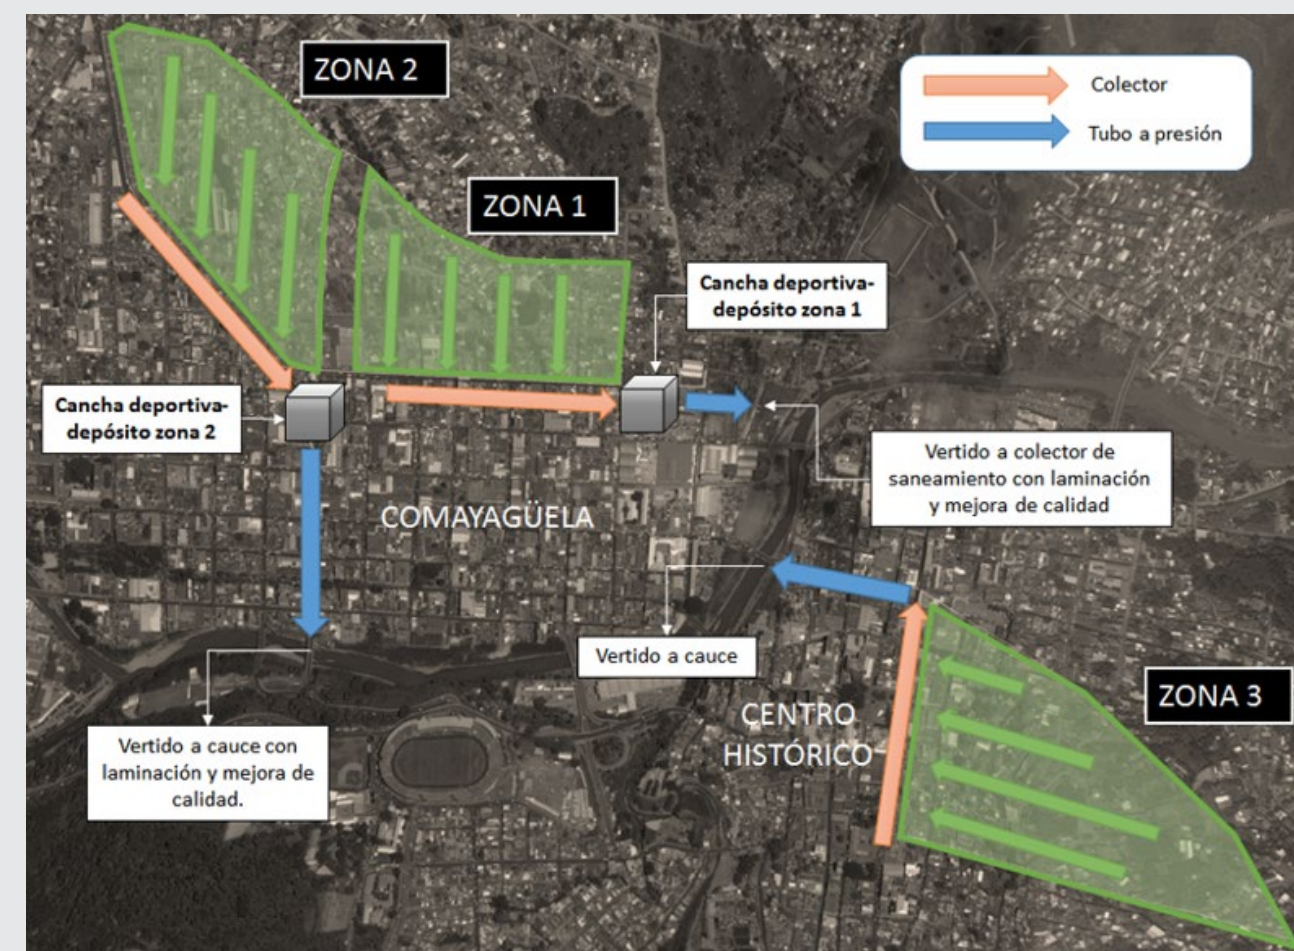 ZONA 2
Colector
Tubo a presión
ZONA 1
Cancha deportiva-
depósito zona 1
Cancha deportiva-
depósito zona 2
Vertido a colector de
saneamiento con laminación
y mejora de calidad
COMAYAGÜELA
Vertido a cauce
ZONA 3
CENTRO
HISTÓRICO
Vertido a cauce con
laminación y mejora de
calidad.